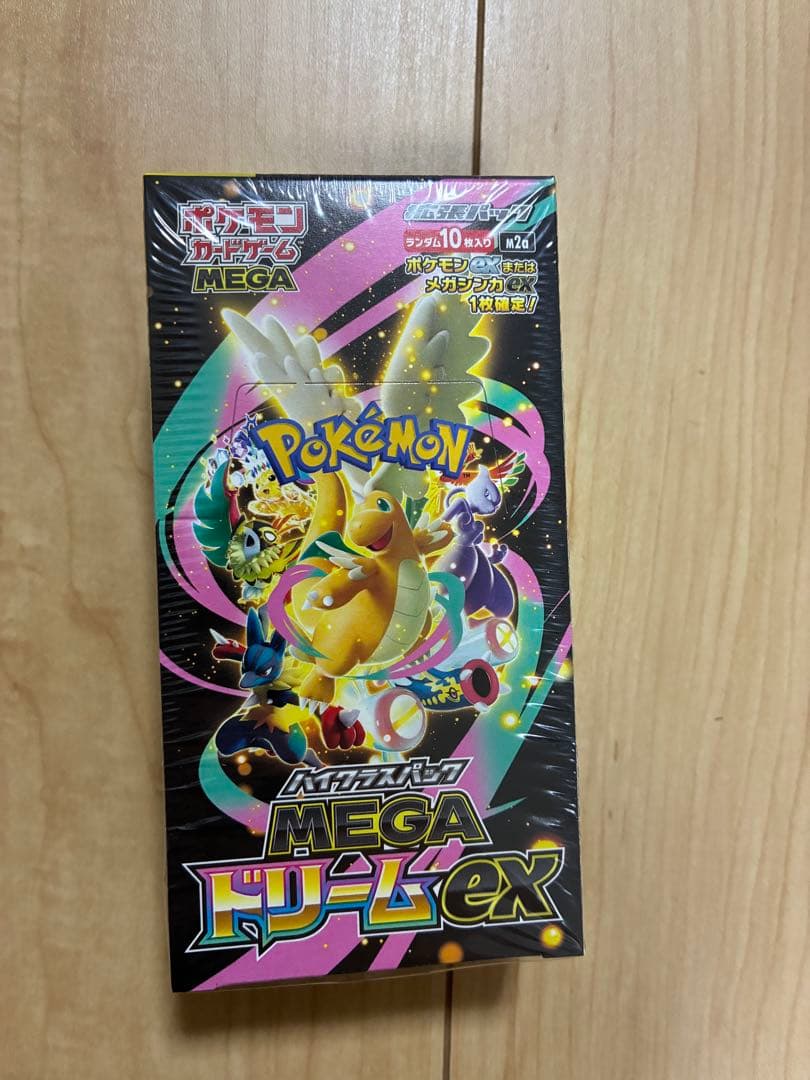 ポケモン
カードゲーム
MEGA
拡張パック
ランダム10枚入り M2a
ポケモンexまたは
メガシンカex
1枚確定！
POKÉMON
TM
ハイクラスパック
MEGA
ドリームex